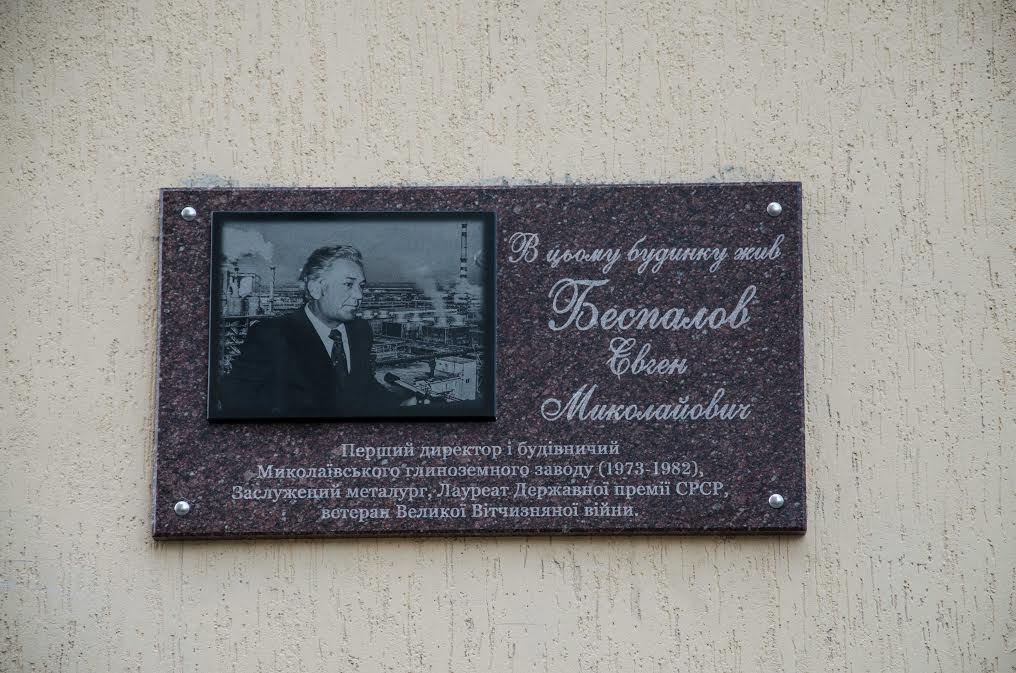 В цьому будинку жив
Беспалов
Євген
Миколайович
Перший директор і будівничий
Миколаївського глиноземного заводу (1973-1982),
Заслужений металург, Лауреат Державної премії СРСР,
ветеран Великої Вітчизняної війни.